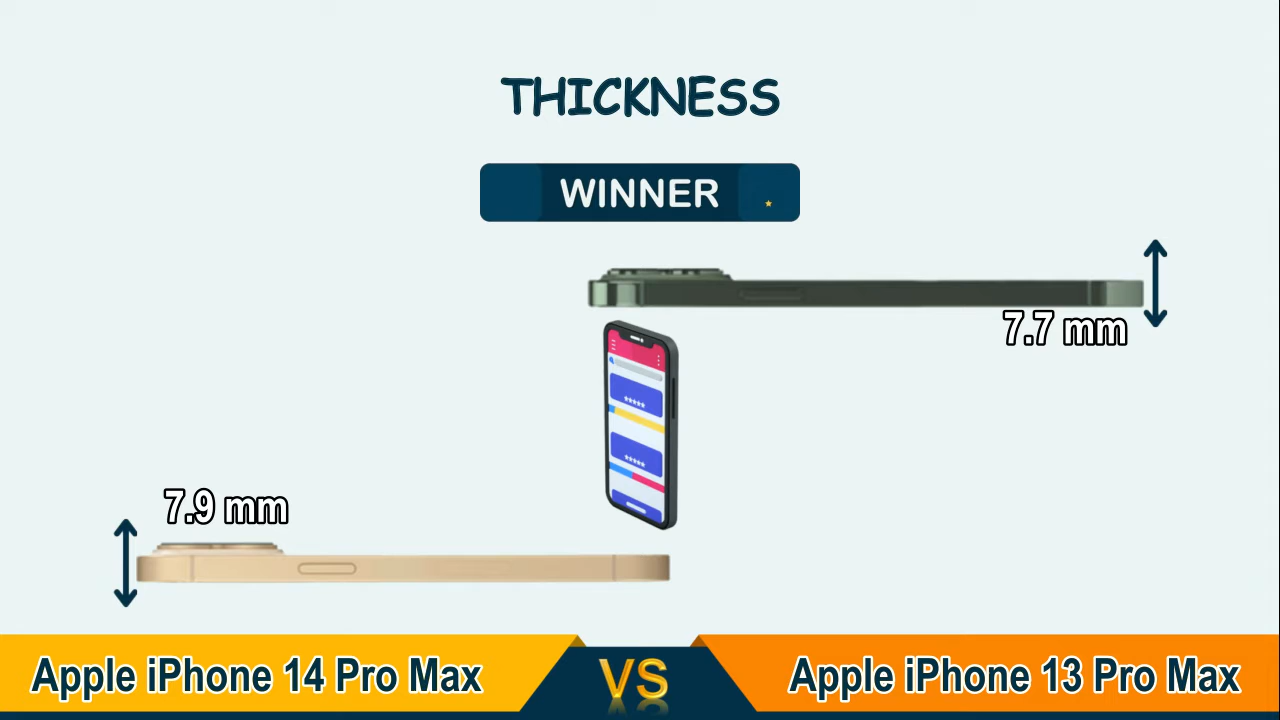 THICKNESS
WINNER
7.7 mm
7.9 mm
Apple iPhone 14 Pro Max
VS
Apple iPhone 13 Pro Max